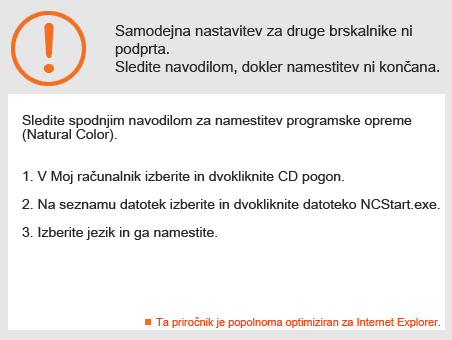 Samodejna nastavitev za druge brskalnike ni
podprta.
Sledite navodilom, dokler namestitev ni končana.
Sledite spodnjim navodilom za namestitev programske opreme
(Natural Color).
1. V Moj računalnik izberite in dvokliknite CD pogon.
2. Na seznamu datotek izberite in dvokliknite datoteko NCStart.exe.
3. Izberite jezik in ga namestite.
Ta priročnik je popolnoma optimiziran za Internet Explorer.